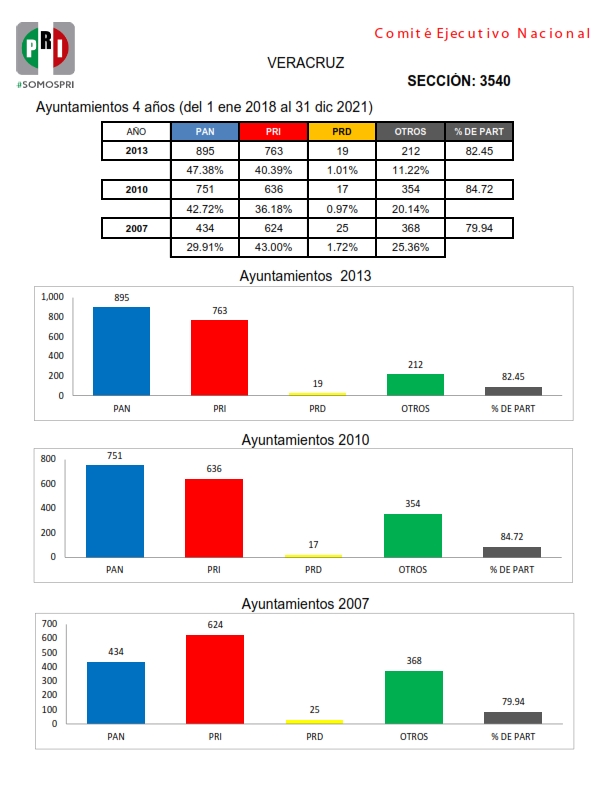 Comité Ejecutivo Nacional
PRI
#SOMOSPRI
VERACRUZ
SECCIÓN: 3540
Ayuntamientos 4 años (del 1 ene 2018 al 31 dic 2021)
AÑO PAN PRI PRD OTROS % DE PART
2013 895 763 19 212 82.45
47.38% 40.39% 1.01% 11.22%
2010 751 636 17 354 84.72
42.72% 36.18% 0.97% 20.14%
2007 434 624 25 368 79.94
29.91% 43.00% 1.72% 25.36%
Ayuntamientos 2013
1,000
800
600
400
200
0
895 763 19 212 82.45
PAN PRI PRD OTROS % DE PART
Ayuntamientos 2010
800
600
400
200
0
751 636 17 354 84.72
PAN PRI PRD OTROS % DE PART
Ayuntamientos 2007
700
600
500
400
300
200
100
0
434 624 25 368 79.94
PAN PRI PRD OTROS % DE PART